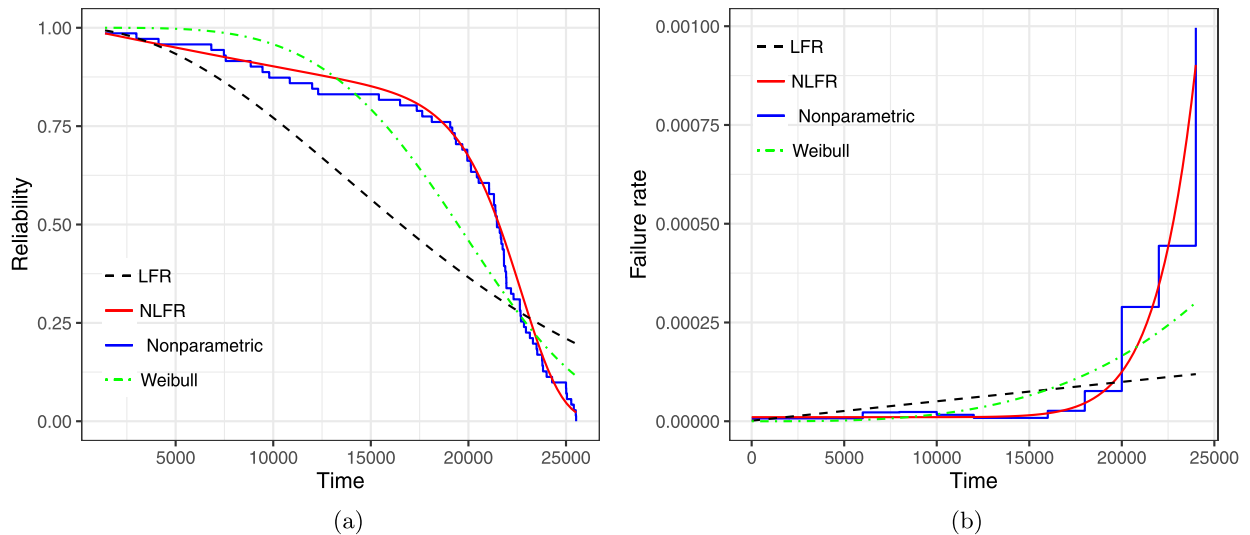 1.00
0.75
0.50
0.25
0.00
Reliability
LFR
NLFR
Nonparametric
Weibull
5000 10000 15000 20000 25000
Time
(a)
0.00100
0.00075
0.00050
0.00025
0.00000
Failure rate
LFR
NLFR
Nonparametric
Weibull
0 5000 10000 15000 20000 25000
Time
(b)